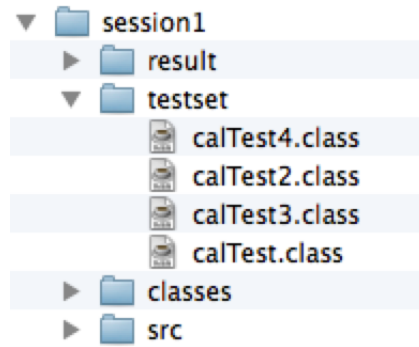 session1
result
testset
calTest4.class
calTest2.class
calTest3.class
calTest.class
classes
src